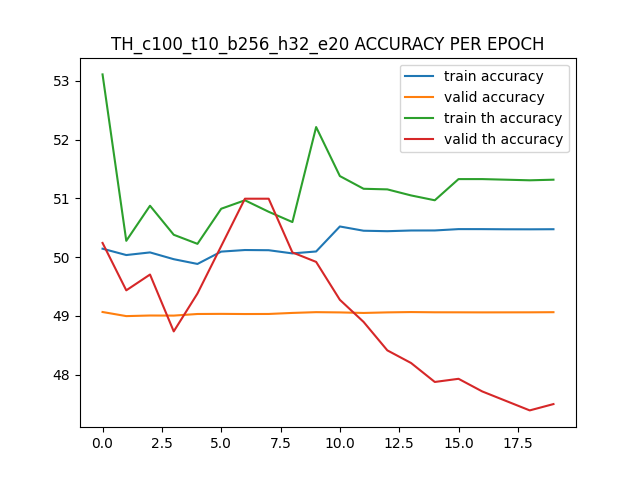 TH_c100_t10_b256_h32_e20 ACCURACY PER EPOCH
train accuracy
valid accuracy
train th accuracy
valid th accuracy
53
52
51
50
49
48
0.0 2.5 5.0 7.5 10.0 12.5 15.0 17.5